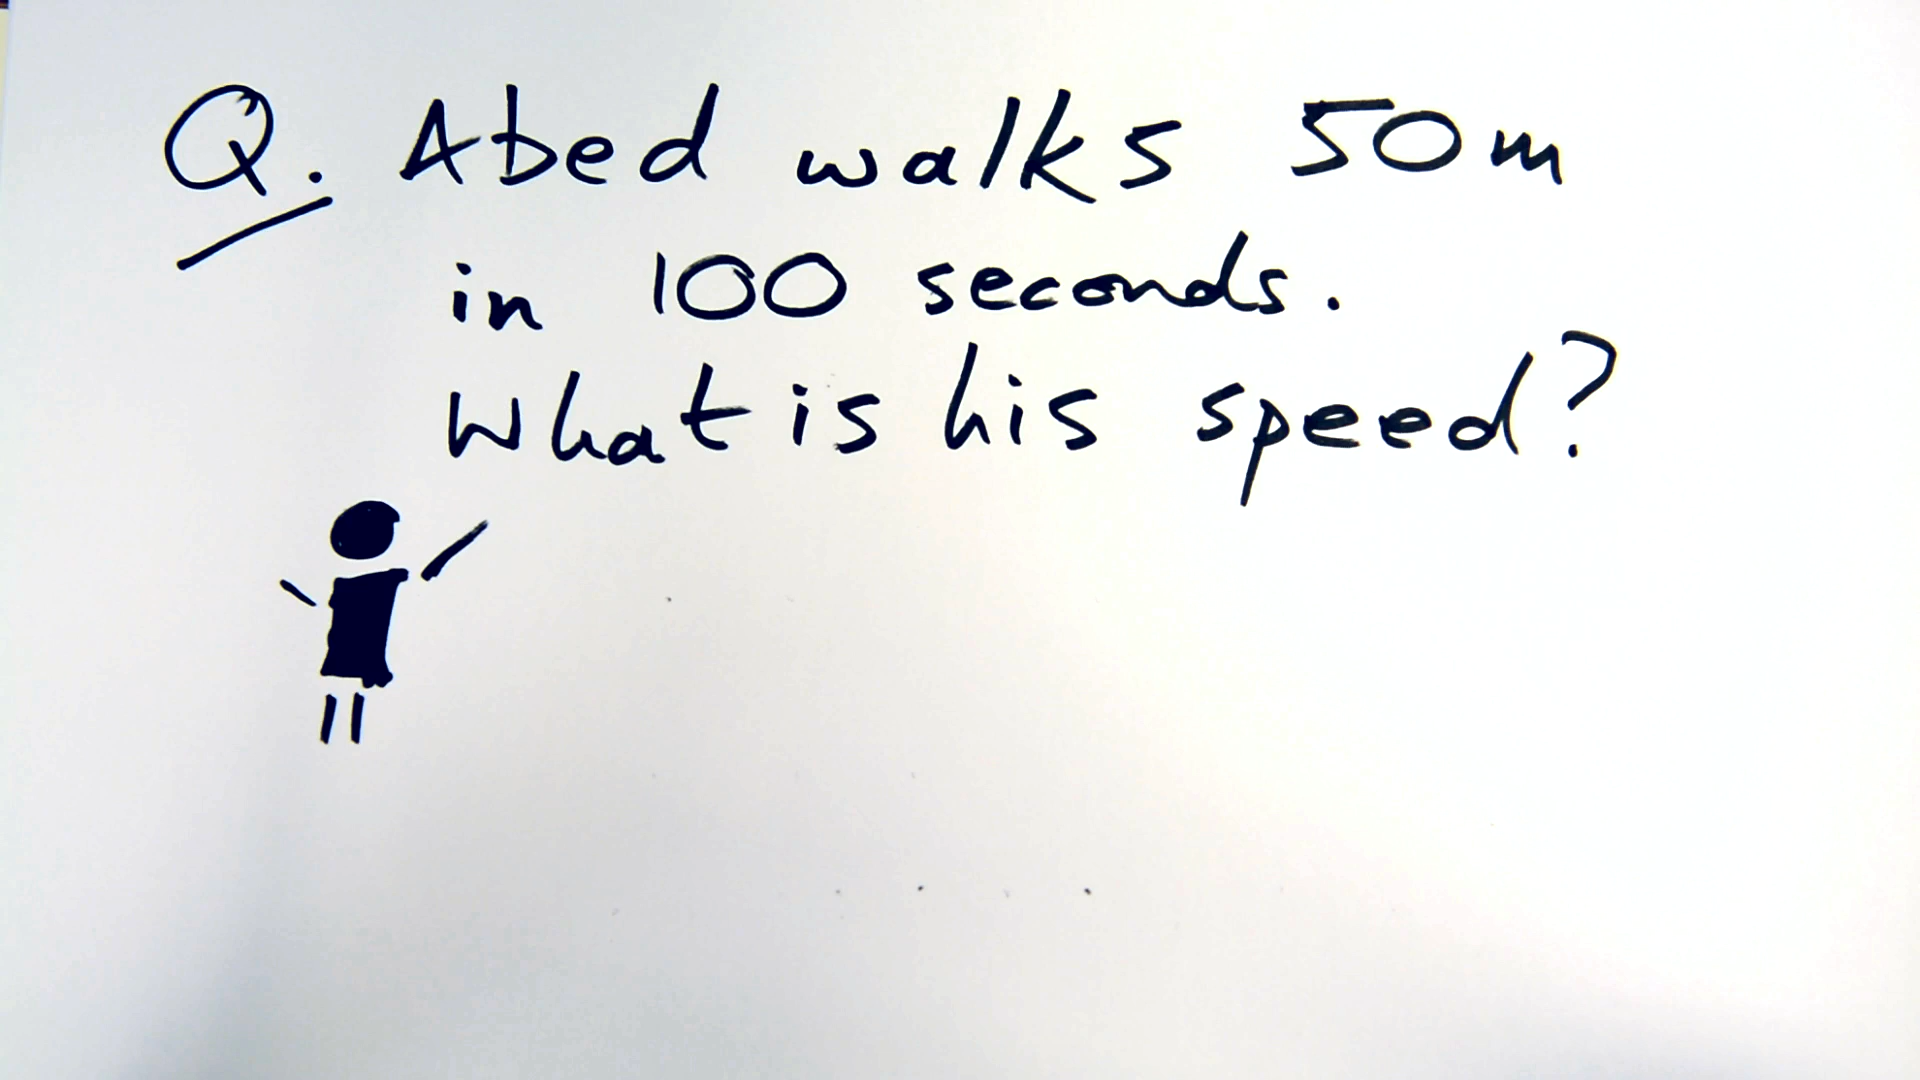 Q. Abed walks 50m
in 100 seconds.
What is his speed?